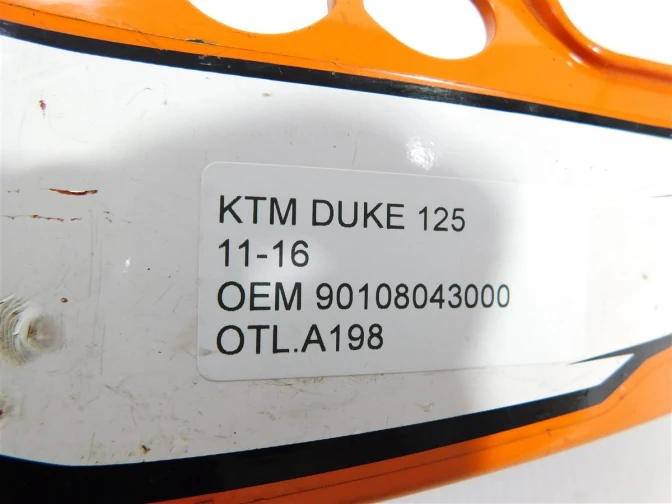 KTM DUKE 125
11-16
OEM 90108043000
OTL.A198